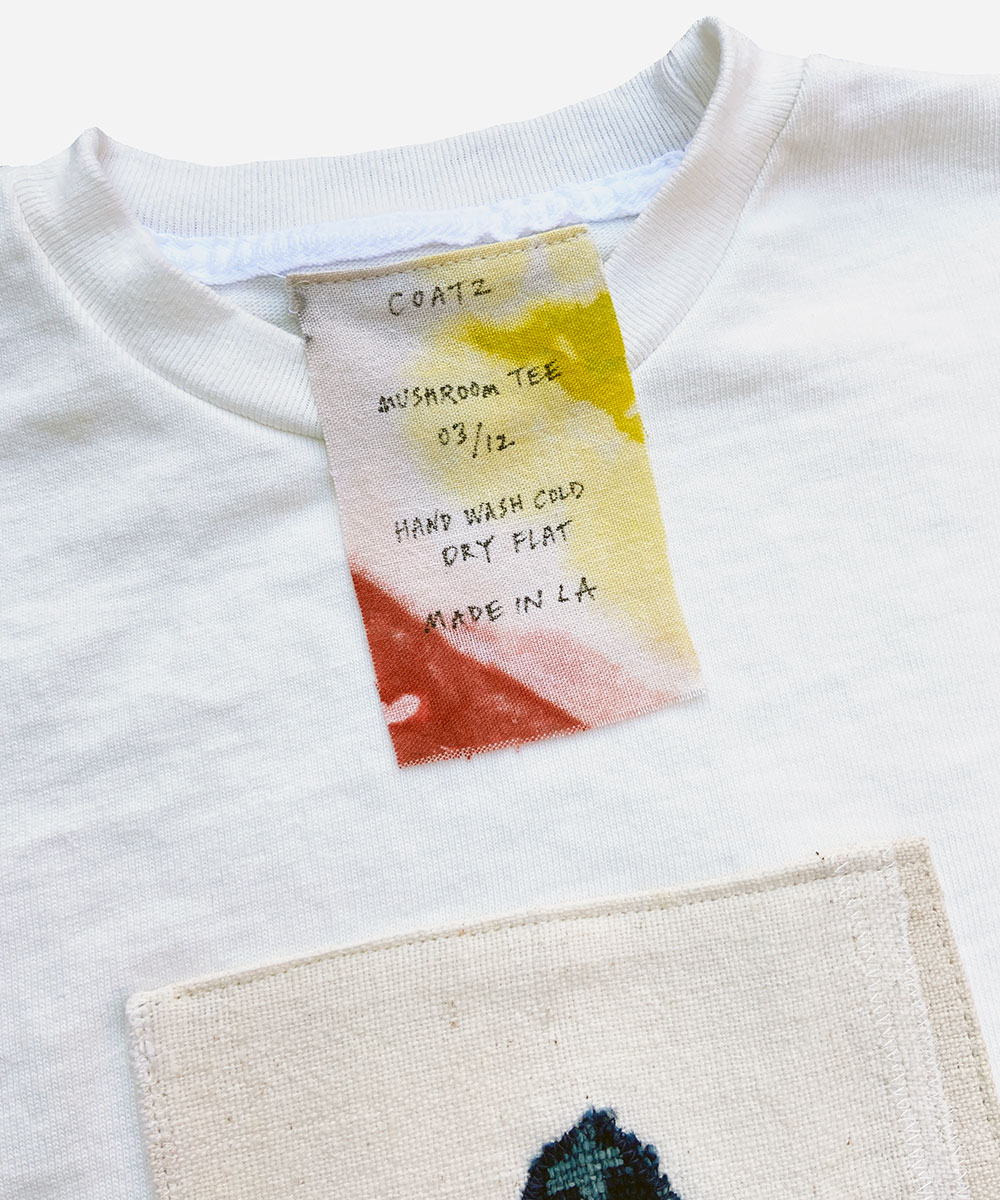 COATZ
MUSHROOM TEE
03/12
HAND WASH COLD
DRY FLAT
MADE IN LA